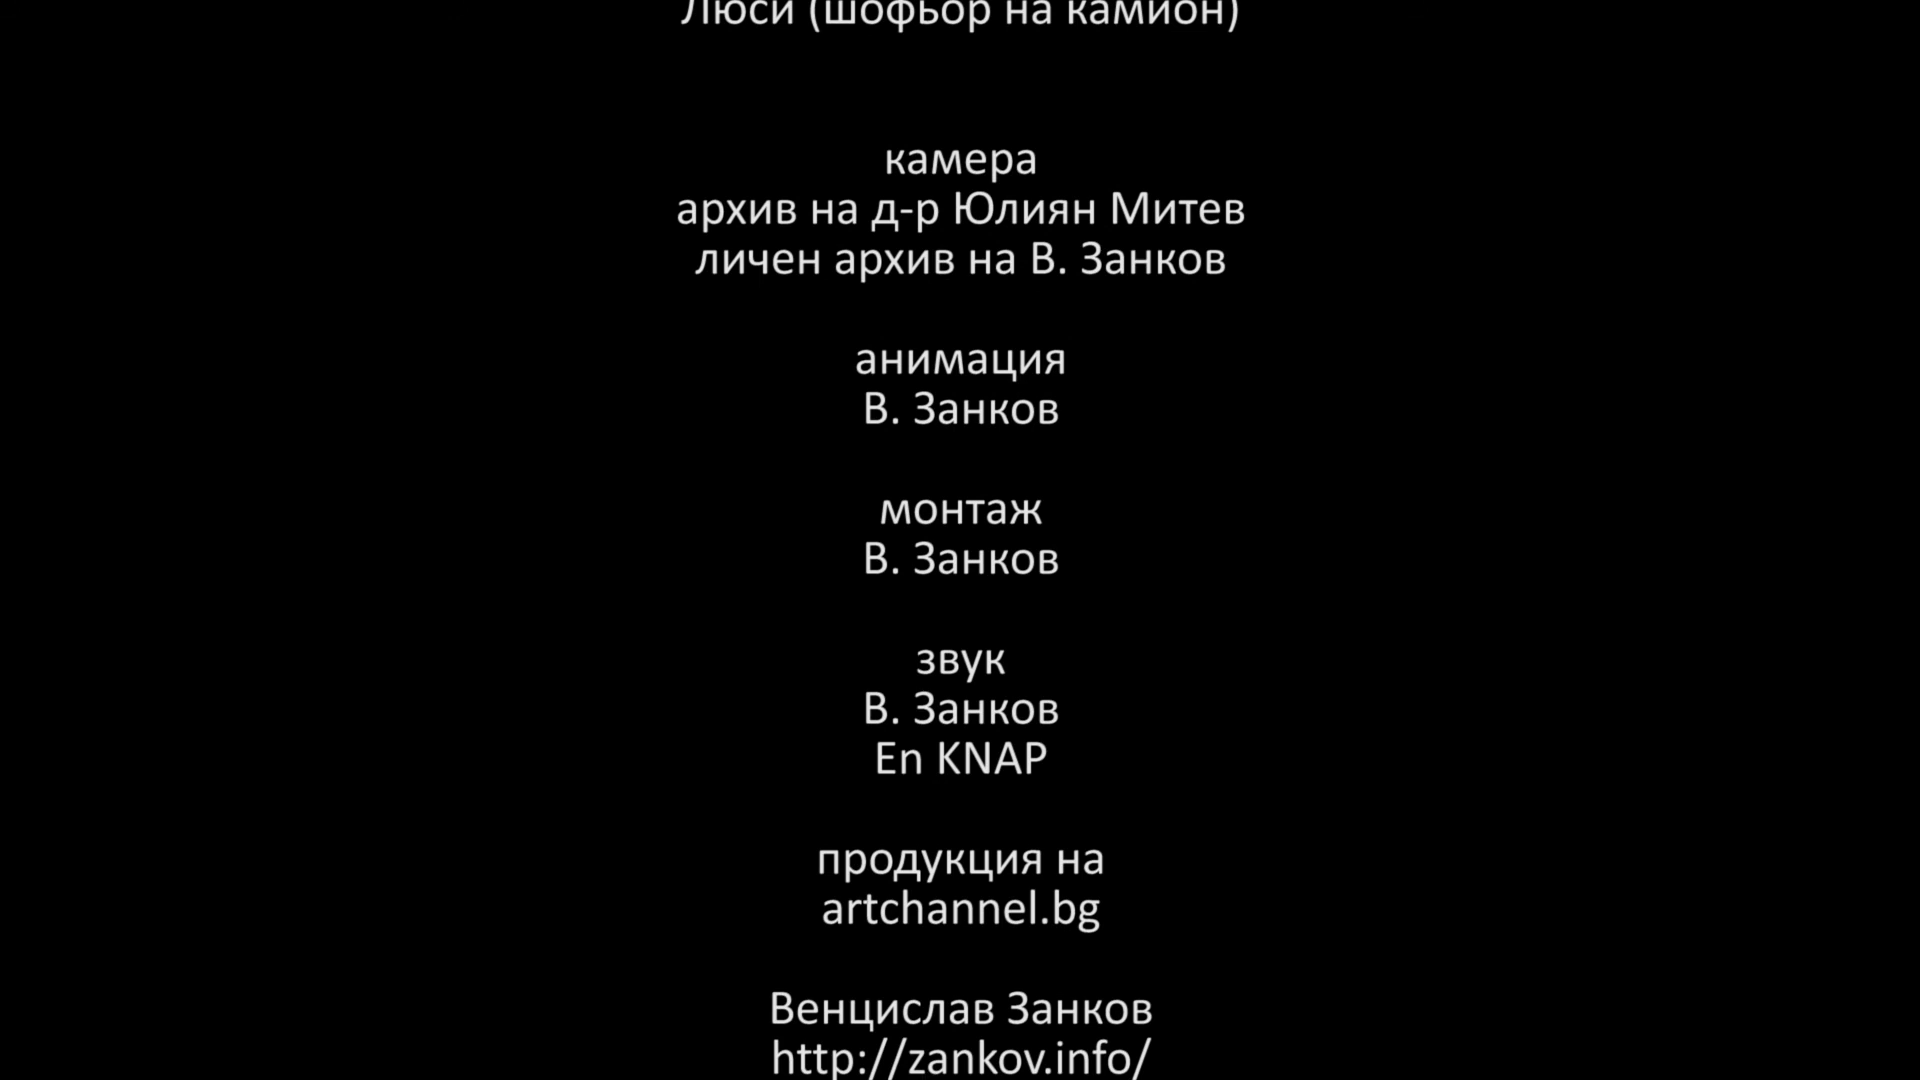 Люси (шофьор на камион)
камера
архив на д-р Юлиян Митев
личен архив на В. Занков
анимация
В. Занков
монтаж
В. Занков
звук
В. Занков
En KNAP
продукция на
artchannel.bg
Венцислав Занков
http://zankov.info/